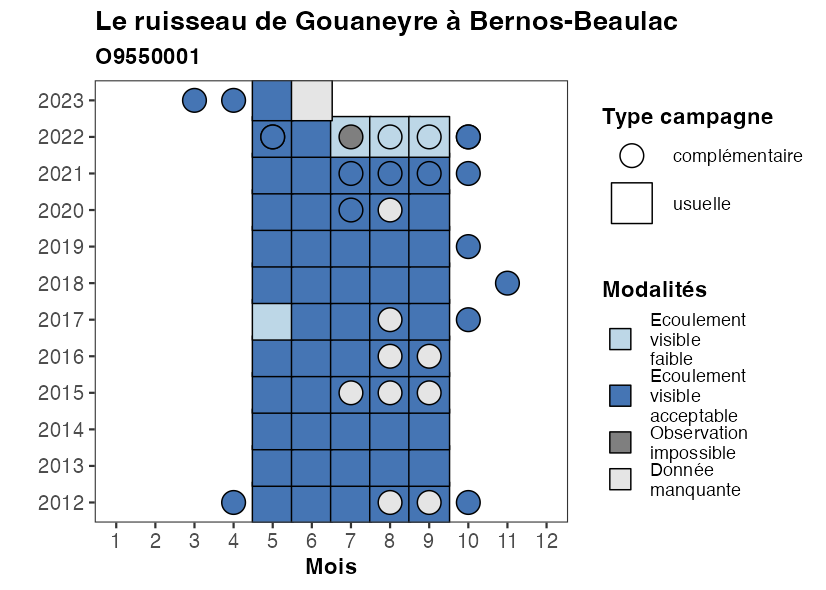 Le ruisseau de Gouaneyre à Bernos-Beaulac
O9550001
2023
2022
2021
2020
2019
2018
2017
2016
2015
2014
2013
2012
1 2 3 4 5 6 7 8 9 10 11 12
Mois
Type campagne
complémentaire
usuelle
Modalités
Ecoulement
visible
faible
Ecoulement
visible
acceptable
Observation
impossible
Donnée
manquante